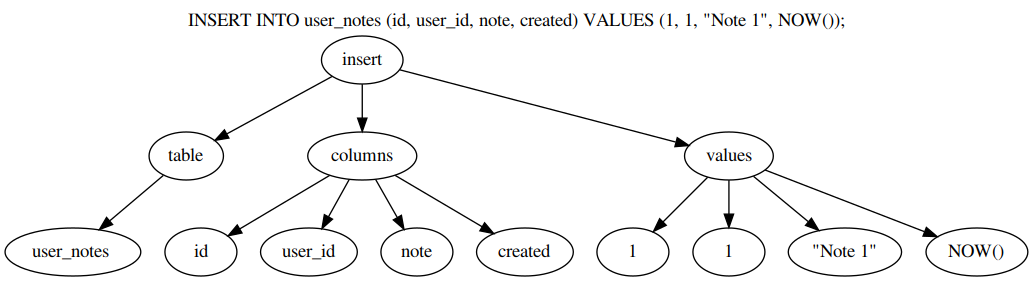 INSERT INTO user_notes (id, user_id, note, created) VALUES (1, 1, "Note 1", NOW());
insert
table columns values
user_notes id user_id note created 1 1 "Note 1" NOW()